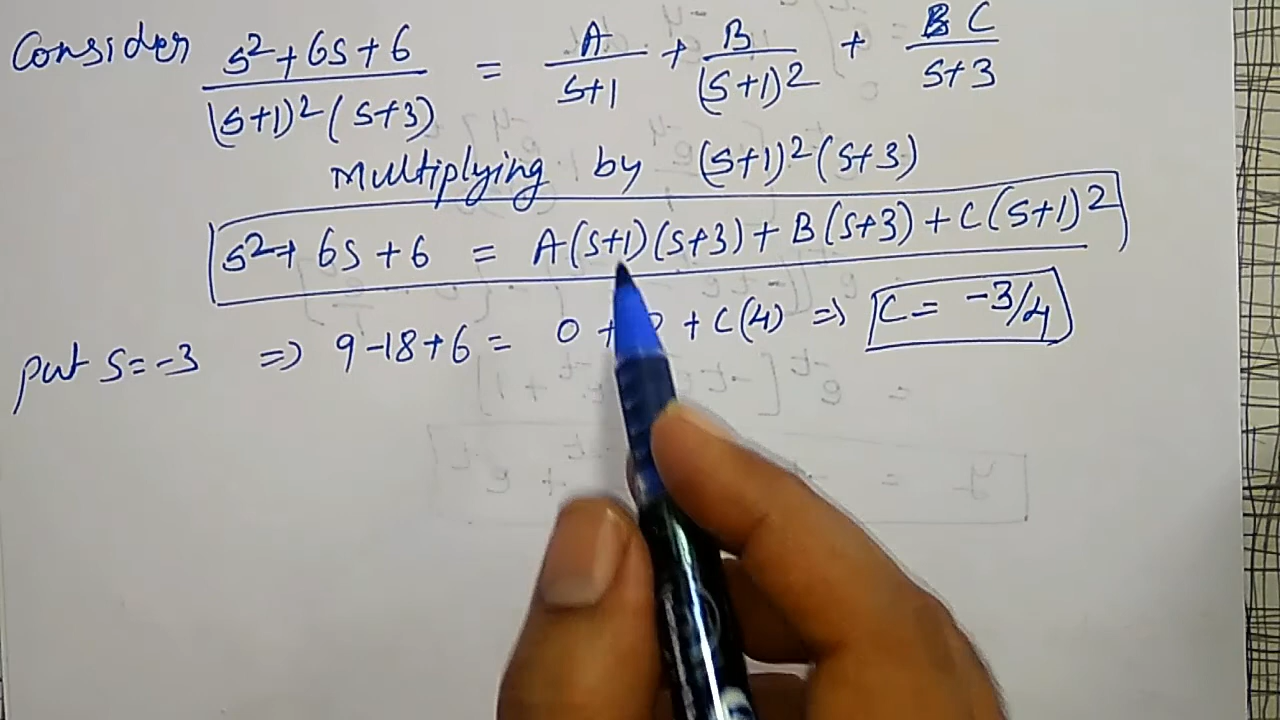 Consider s²+6s+6 / (s+1)²(s+3) = A / s+1 + B / (s+1)² + C / s+3
Multiplying by (s+1)²(s+3)
s²+6s+6 = A(s+1)(s+3)+B(s+3)+C(s+1)²
put s=-3 => 9-18+6 = 0 + 0 + C(4) => C = -3/4